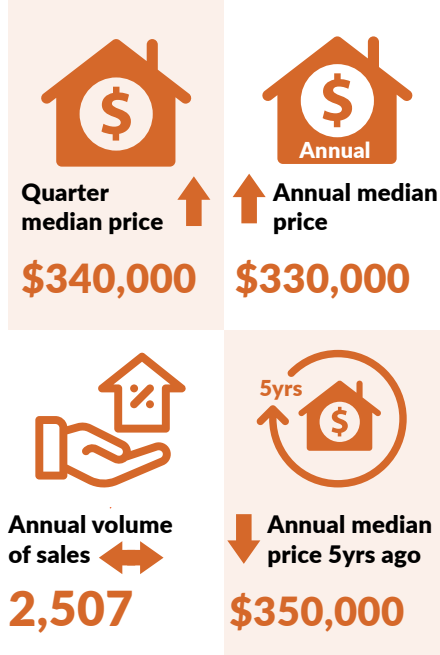 $
Quarter
median price
$340,000
$
Annual
Annual median
price
$330,000
%
Annual volume
of sales
2,507
5yrs
$
Annual median
price 5yrs ago
$350,000